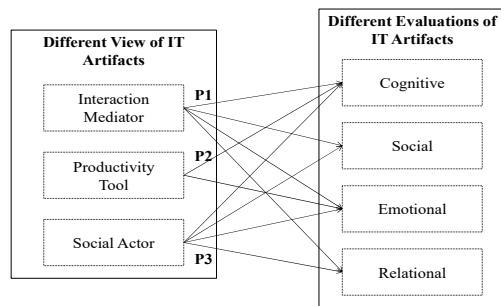 Different View of IT
Artifacts
Interaction
Mediator
Productivity
Tool
Social Actor
P1
P2
P3
Different Evaluations of
IT Artifacts
Cognitive
Social
Emotional
Relational